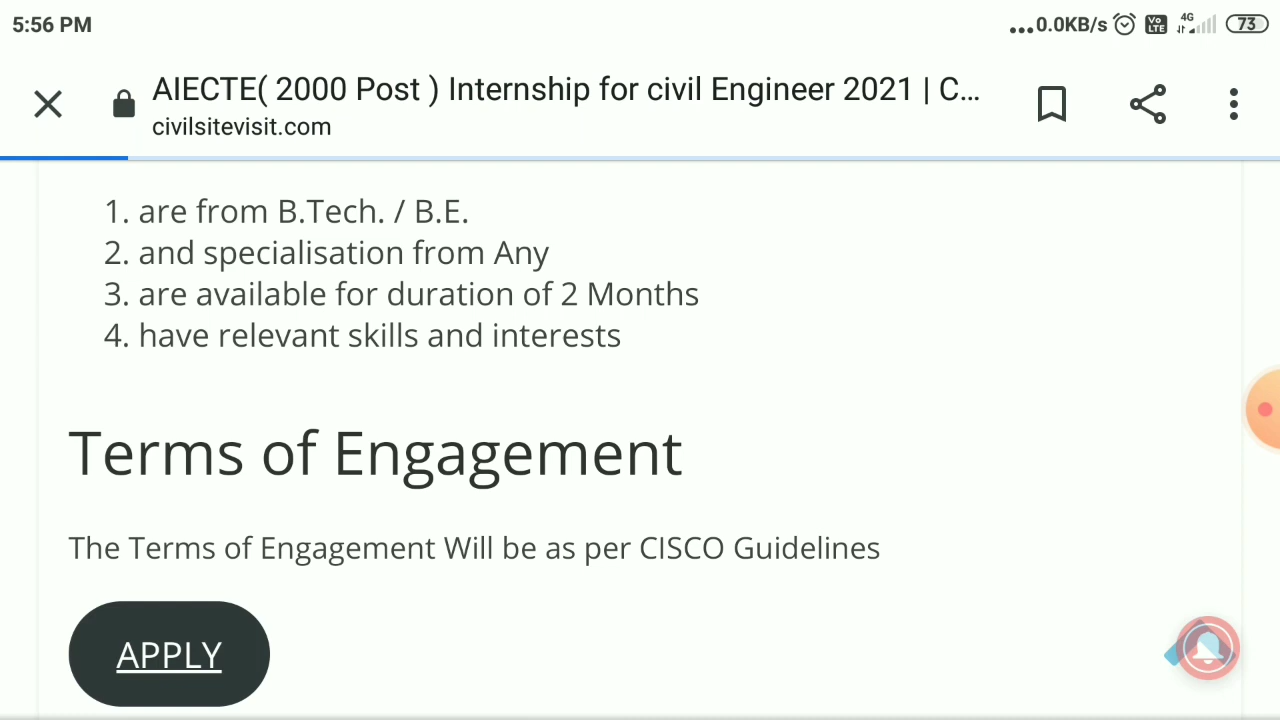 5:56 PM
...0.0KB/s Vo LTE 4G 73
AIECTE( 2000 Post ) Internship for civil Engineer 2021 | C...
civilsitevisit.com
1. are from B.Tech. / B.E.
2. and specialisation from Any
3. are available for duration of 2 Months
4. have relevant skills and interests
Terms of Engagement
The Terms of Engagement Will be as per CISCO Guidelines
APPLY